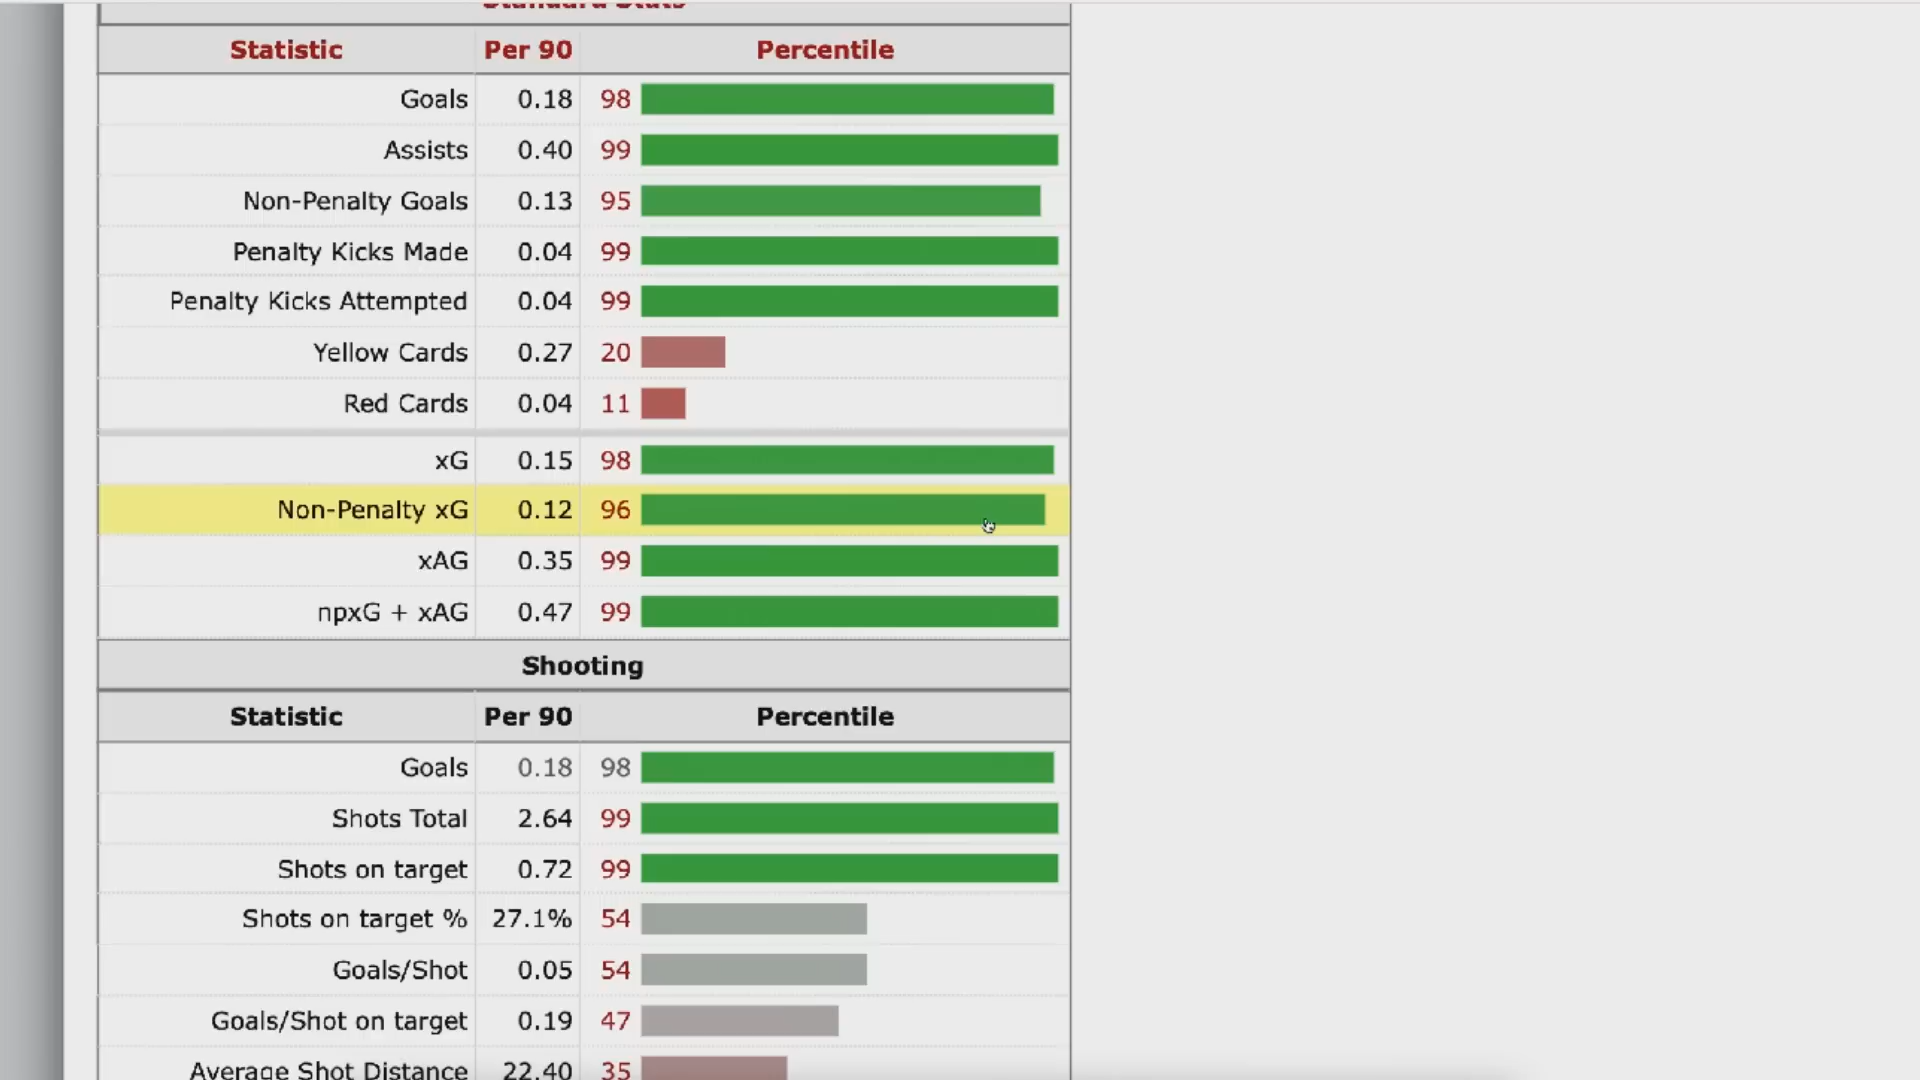 Standard Stats
Statistic Per 90 Percentile
Goals 0.18 98
Assists 0.40 99
Non-Penalty Goals 0.13 95
Penalty Kicks Made 0.04 99
Penalty Kicks Attempted 0.04 99
Yellow Cards 0.27 20
Red Cards 0.04 11
xG 0.15 98
Non-Penalty xG 0.12 96
xAG 0.35 99
npxG + xAG 0.47 99
Shooting
Statistic Per 90 Percentile
Goals 0.18 98
Shots Total 2.64 99
Shots on target 0.72 99
Shots on target % 27.1% 54
Goals/Shot 0.05 54
Goals/Shot on target 0.19 47
Average Shot Distance 22.40 35